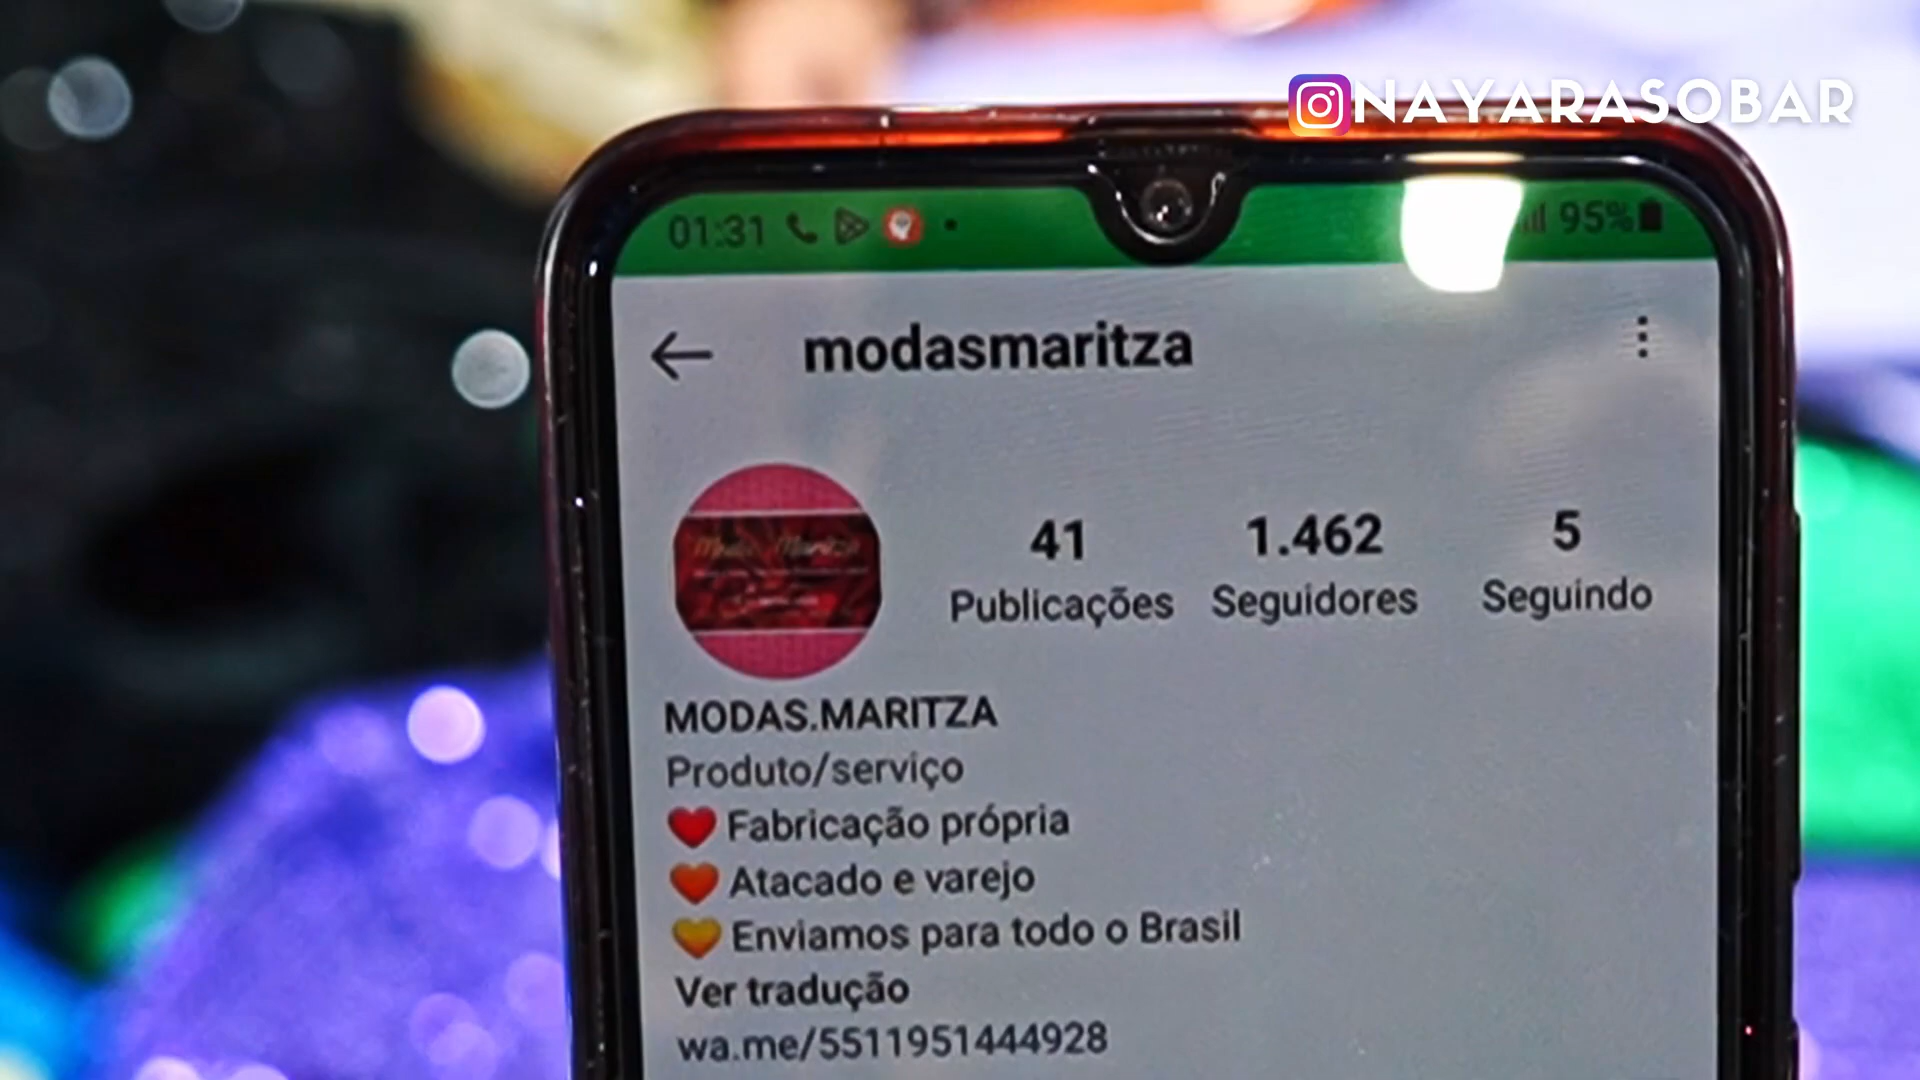 NAYARASOBAR
01:31 95%
modasmaritza
41 1.462 5
Publicações Seguidores Seguindo
MODAS.MARITZA
Produto/serviço
❤️ Fabricação própria
🧡 Atacado e varejo
💛 Enviamos para todo o Brasil
Ver tradução
wa.me/5511951444928